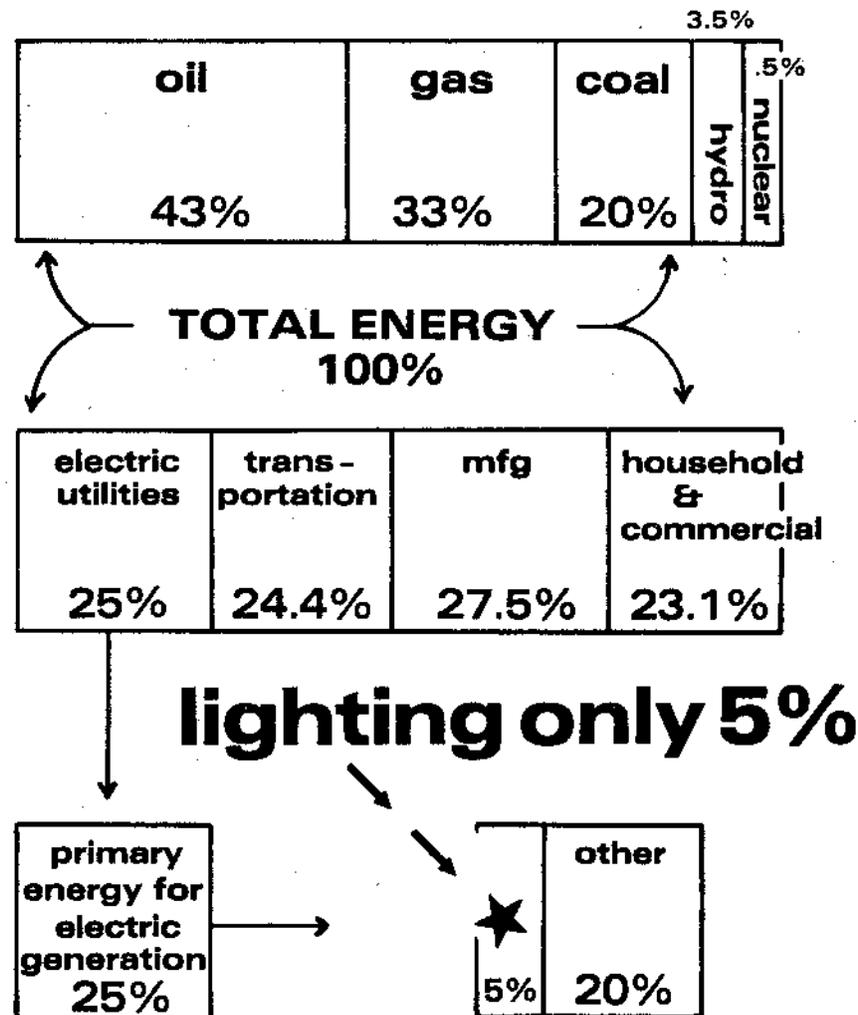 3.5%
.5%
oil
gas
coal
hydro
nuclear
43%
33%
20%
TOTAL ENERGY
100%
electric
utilities
25%
trans-
portation
24.4%
mfg
27.5%
household
&
commercial
23.1%
lighting only 5%
primary
energy for
electric
generation
25%
5%
other
20%